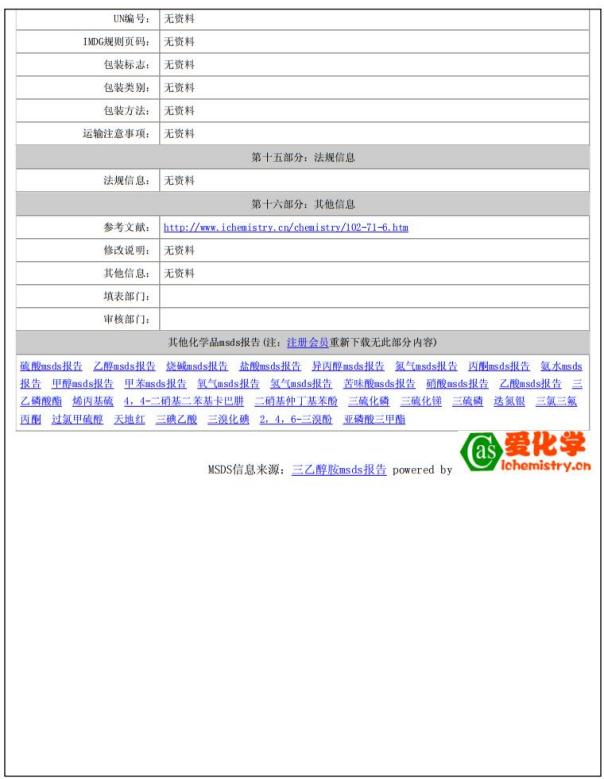 UN编号： 无资料
IMDG规则页码： 无资料
包装标志： 无资料
包装类别： 无资料
包装方法： 无资料
运输注意事项： 无资料
第十五部分：法规信息
法规信息： 无资料
第十六部分：其他信息
参考文献： http://www.ichemistry.cn/chemistry/102-71-6.htm
修改说明： 无资料
其他信息： 无资料
填表部门：
审核部门：
其他化学品msds报告(注：注册会员重新下载无此部分内容)
硫酸msds报告 乙醇msds报告 烧碱msds报告 盐酸msds报告 异丙醇msds报告 氮气msds报告 丙酮msds报告 氨水msds
报告 甲醇msds报告 甲苯msds报告 氧气msds报告 氢气msds报告 苦味酸msds报告 硝酸msds报告 乙酸msds报告 三
乙磷酸酯 烯丙基硫 4，4-二硝基二苯基卡巴肼 二硝基仲丁基苯酚 三硫化磷 三硫化锑 三硫磷 迭氮银 三氯三氟
丙酮 过氯甲硫醇 天地红 三碘乙酸 三溴化碘 2，4，6-三溴酚 亚磷酸三甲酯
MSDS信息来源：三乙醇胺msds报告 powered by
Cas 爱化学
Ichemistry.cn